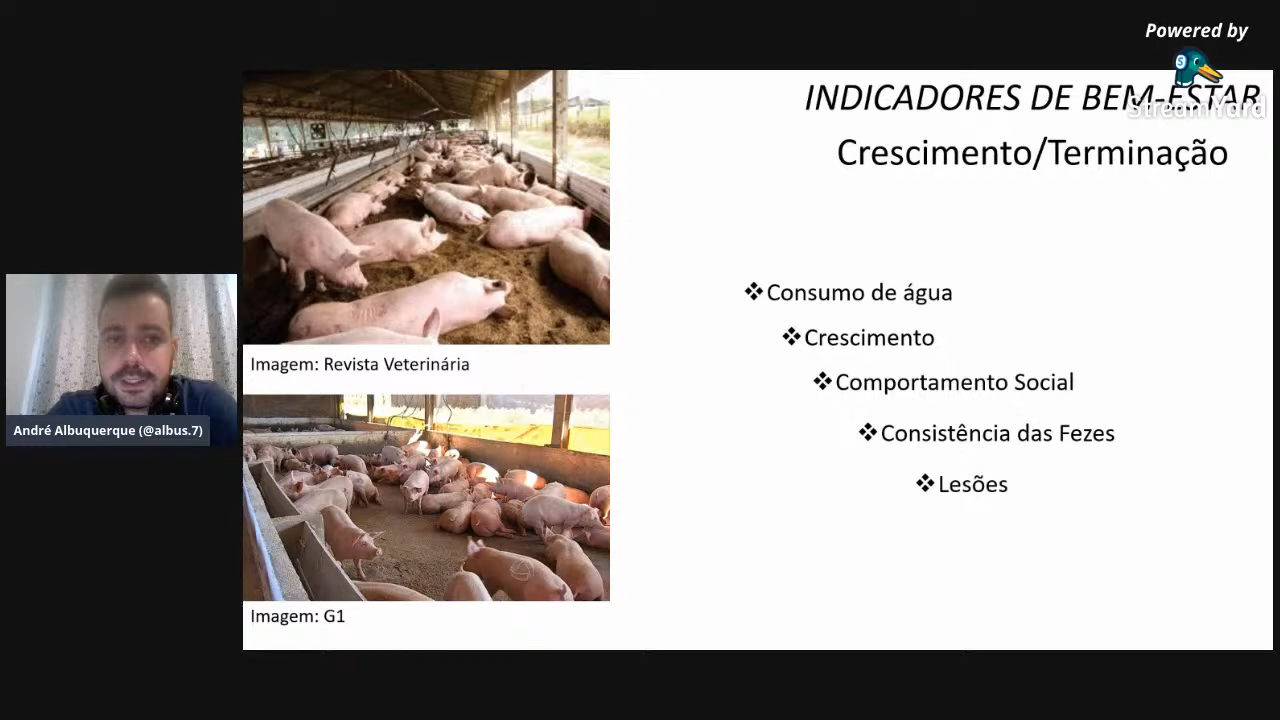 Powered by
StreamYard
INDICADORES DE BEM-ESTAR
Crescimento/Terminação
❖Consumo de água
❖Crescimento
❖Comportamento Social
❖Consistência das Fezes
❖Lesões
Imagem: Revista Veterinária
Imagem: G1
André Albuquerque (@albus.7)